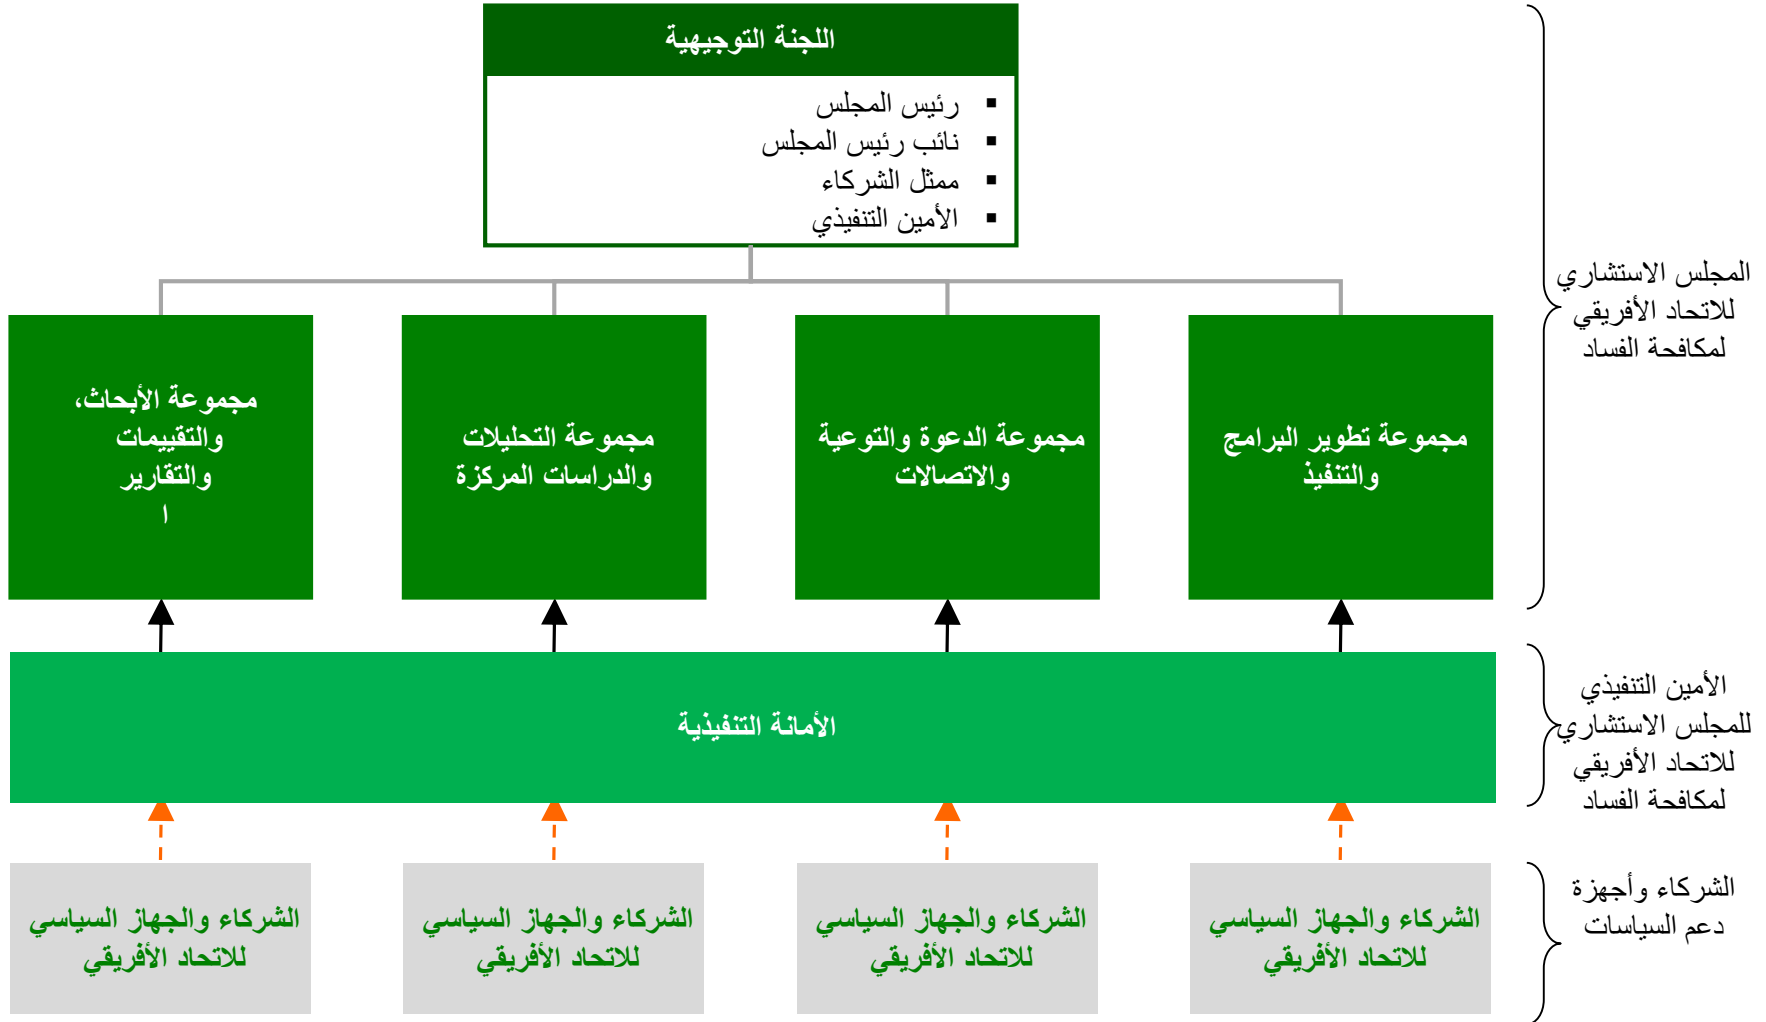 اللجنة التوجيهية
▪ رئيس المجلس
▪ نائب رئيس المجلس
▪ ممثل الشركاء
▪ الأمين التنفيذي
المجلس الاستشاري
للاتحاد الأفريقي
لمكافحة الفساد
مجموعة تطوير البرامج
والتنفيذ
مجموعة الدعوة والتوعية
والاتصالات
مجموعة التحليلات
والدراسات المركزة
مجموعة الأبحاث،
والتقييمات
والتقارير
ا
الأمين التنفيذي
للمجلس الاستشاري
للاتحاد الأفريقي
لمكافحة الفساد
الأمانة التنفيذية
الشركاء وأجهزة
دعم السياسات
الشركاء والجهاز السياسي
للاتحاد الأفريقي
الشركاء والجهاز السياسي
للاتحاد الأفريقي
الشركاء والجهاز السياسي
للاتحاد الأفريقي
الشركاء والجهاز السياسي
للاتحاد الأفريقي